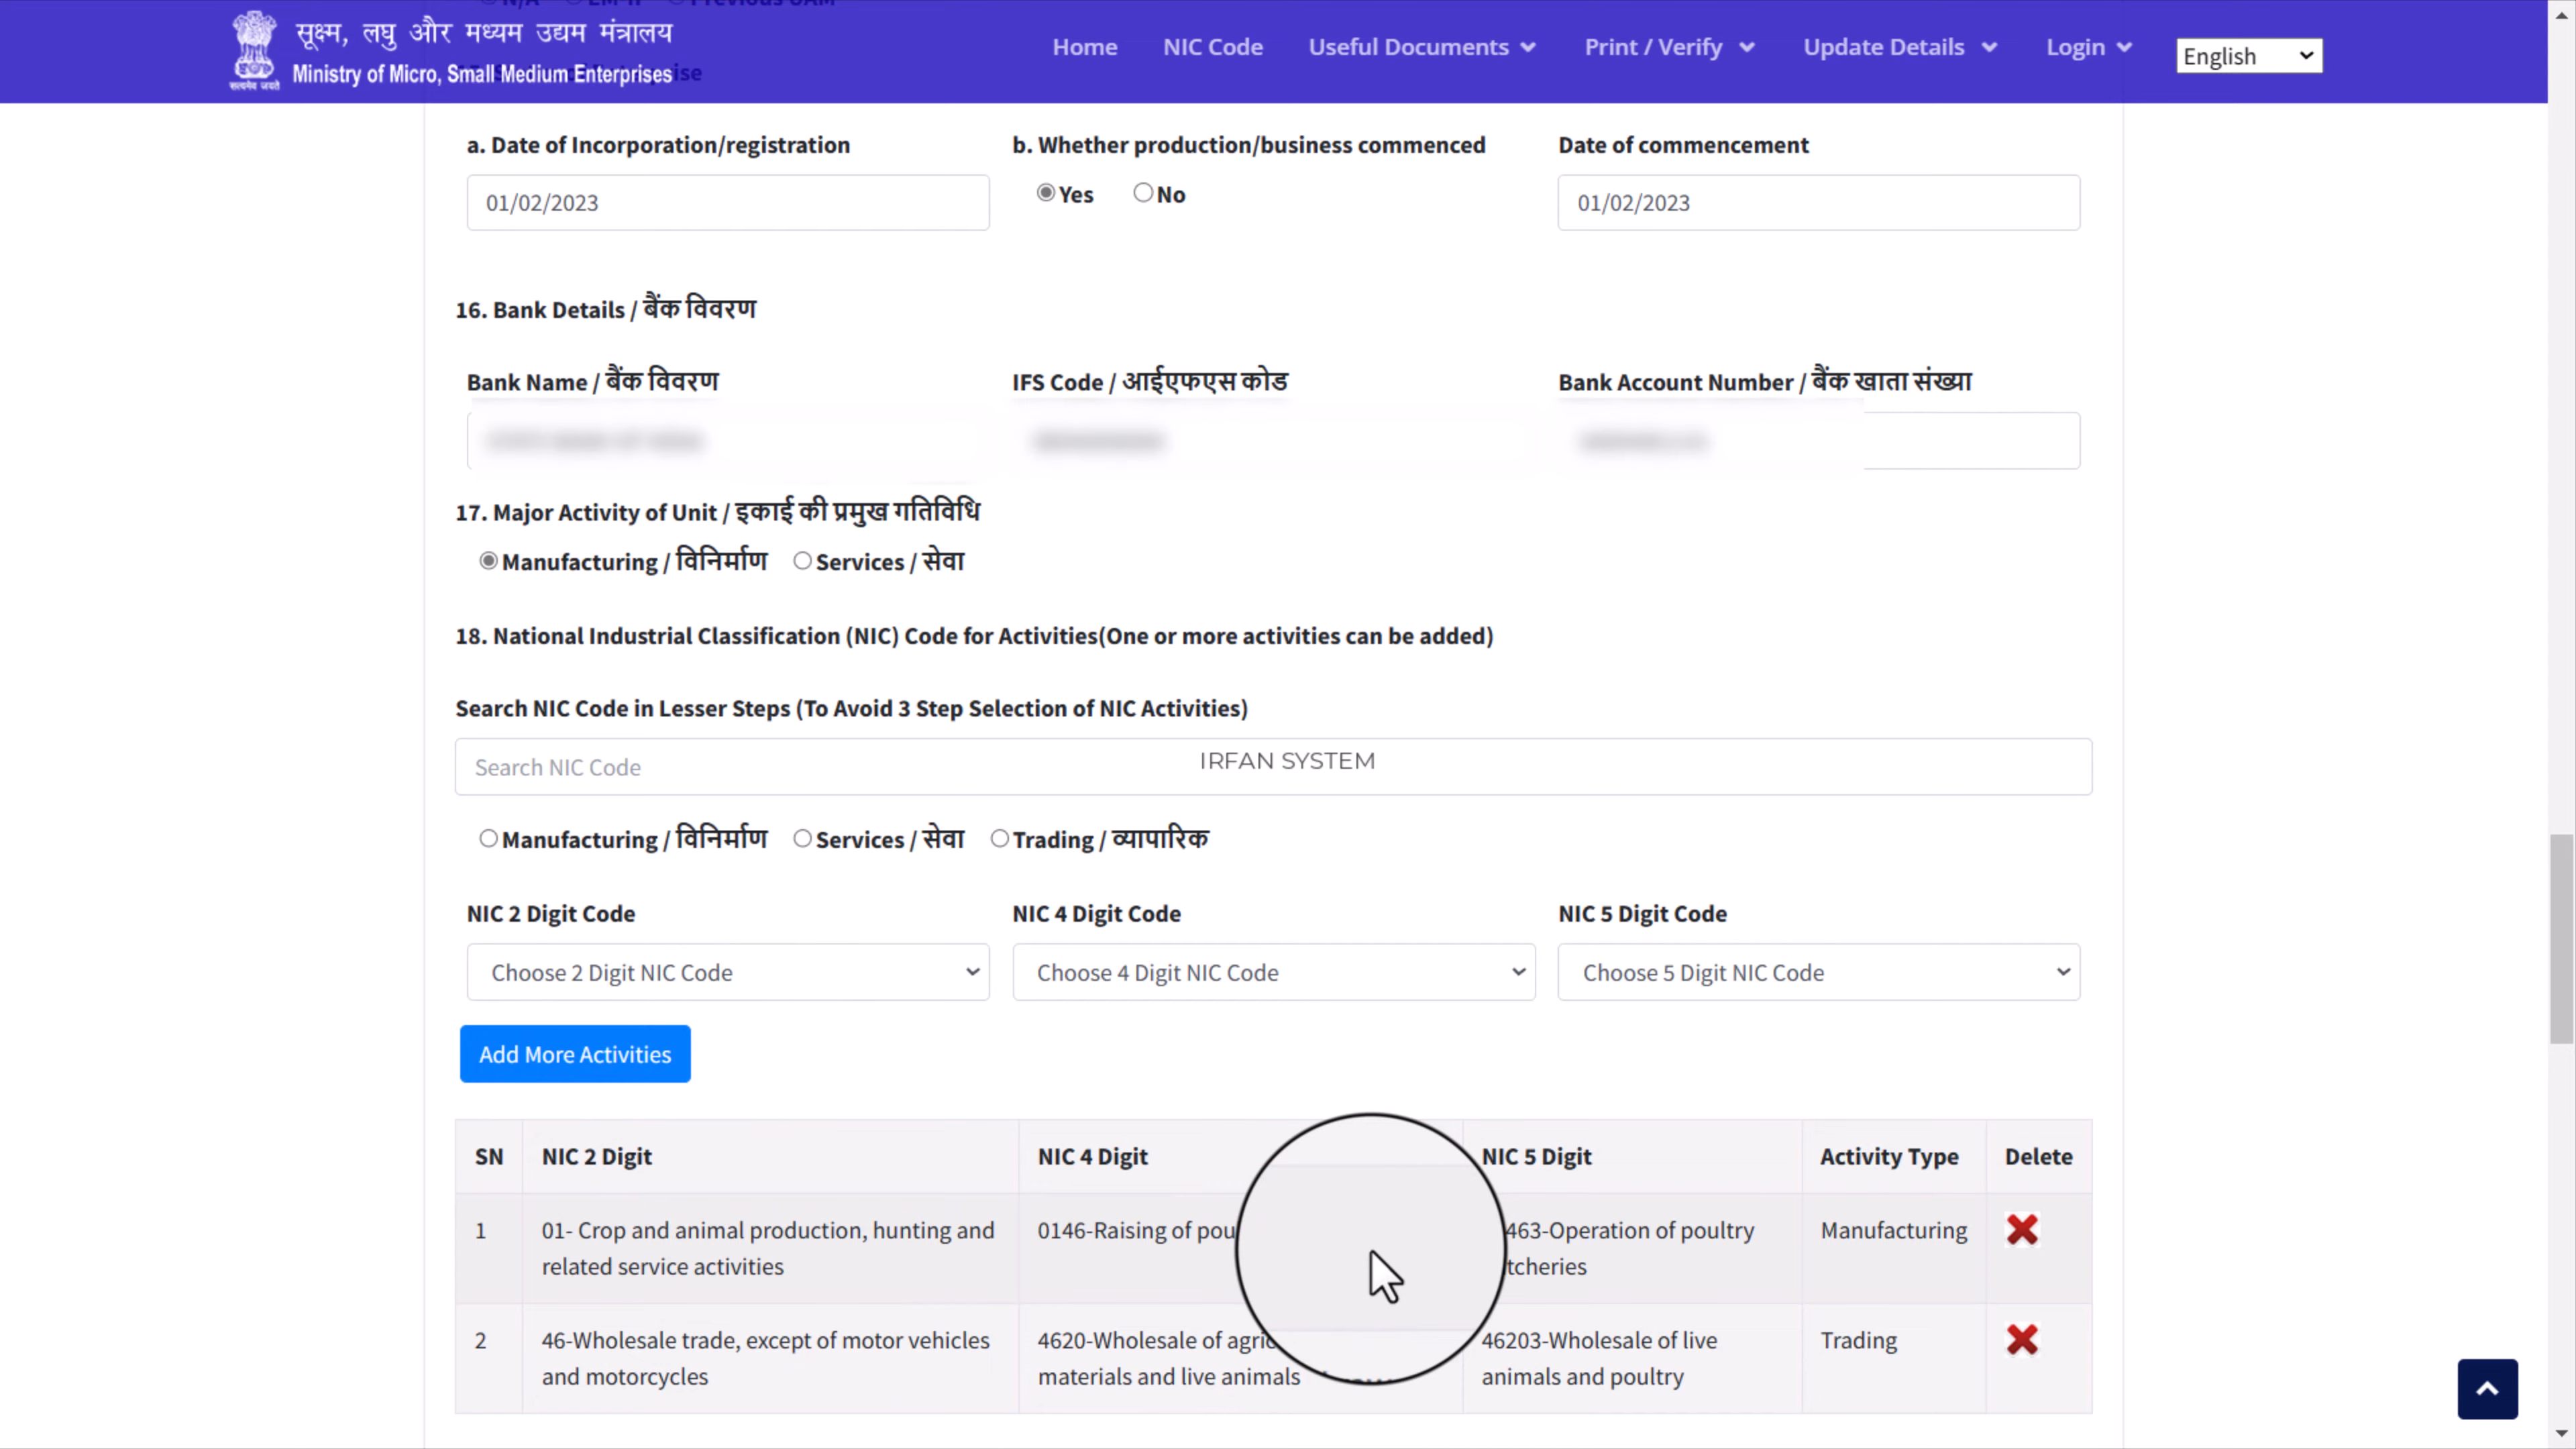 सूक्ष्म, लघु और मध्यम उद्यम मंत्रालय
Ministry of Micro, Small Medium Enterprises
सत्यमेव जयते
Home NIC Code Useful Documents Print / Verify Update Details Login English
a. Date of Incorporation/registration b. Whether production/business commenced Date of commencement
01/02/2023 Yes No 01/02/2023
16. Bank Details / बैंक विवरण
Bank Name / बैंक विवरण IFS Code / आईएफएस कोड Bank Account Number / बैंक खाता संख्या
17. Major Activity of Unit / इकाई की प्रमुख गतिविधि
Manufacturing / विनिर्माण Services / सेवा
18. National Industrial Classification (NIC) Code for Activities(One or more activities can be added)
Search NIC Code in Lesser Steps (To Avoid 3 Step Selection of NIC Activities)
Search NIC Code IRFAN SYSTEM
Manufacturing / विनिर्माण Services / सेवा Trading / व्यापारिक
NIC 2 Digit Code NIC 4 Digit Code NIC 5 Digit Code
Choose 2 Digit NIC Code Choose 4 Digit NIC Code Choose 5 Digit NIC Code
Add More Activities
SN NIC 2 Digit NIC 4 Digit NIC 5 Digit Activity Type Delete
1 01- Crop and animal production, hunting and 0146-Raising of pou 463-Operation of poultry Manufacturing
related service activities tcheries
2 46-Wholesale trade, except of motor vehicles 4620-Wholesale of agric 46203-Wholesale of live Trading
and motorcycles materials and live animals animals and poultry